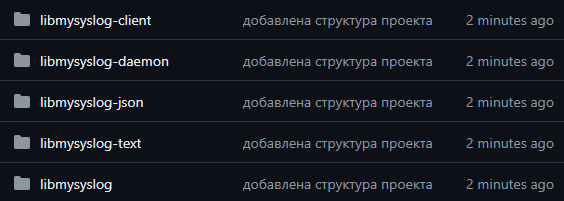 libmysyslog-client добавлена структура проекта 2 minutes ago
libmysyslog-daemon добавлена структура проекта 2 minutes ago
libmysyslog-json добавлена структура проекта 2 minutes ago
libmysyslog-text добавлена структура проекта 2 minutes ago
libmysyslog добавлена структура проекта 2 minutes ago